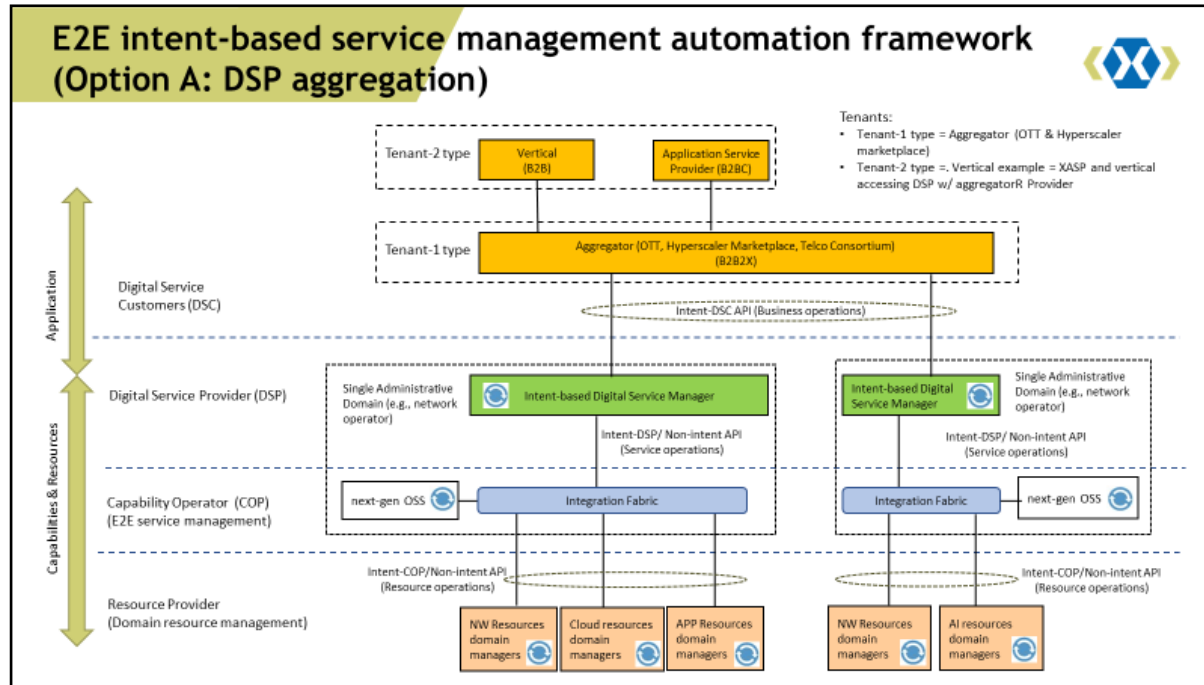 E2E intent-based service management automation framework
(Option A: DSP aggregation)
Tenants:
• Tenant-1 type = Aggregator (OTT & Hyperscaler
marketplace)
• Tenant-2 type =. Vertical example = XASP and vertical
accessing DSP w/ aggregatorR Provider
Tenant-2 type
Vertical
(B2B)
Application Service
Provider (B2BC)
Tenant-1 type
Aggregator (OTT, Hyperscaler Marketplace, Telco Consortium)
(B2B2X)
Application
Digital Service
Customers (DSC)
Intent-DSC API (Business operations)
Capabilities & Resources
Digital Service Provider (DSP)
Single Administrative
Domain (e.g., network
operator)
Intent-based Digital Service Manager
Intent-based Digital
Service Manager
Single Administrative
Domain (e.g., network
operator)
Intent-DSP/ Non-intent API
(Service operations)
Intent-DSP/ Non-intent API
(Service operations)
Capability Operator (COP)
(E2E service management)
next-gen OSS
Integration Fabric
Integration Fabric
next-gen OSS
Intent-COP/Non-intent API
(Resource operations)
Intent-COP/Non-intent API
(Resource operations)
Resource Provider
(Domain resource management)
NW Resources
domain
managers
Cloud resources
domain
managers
APP Resources
domain
managers
NW Resources
domain
managers
AI resources
domain
managers